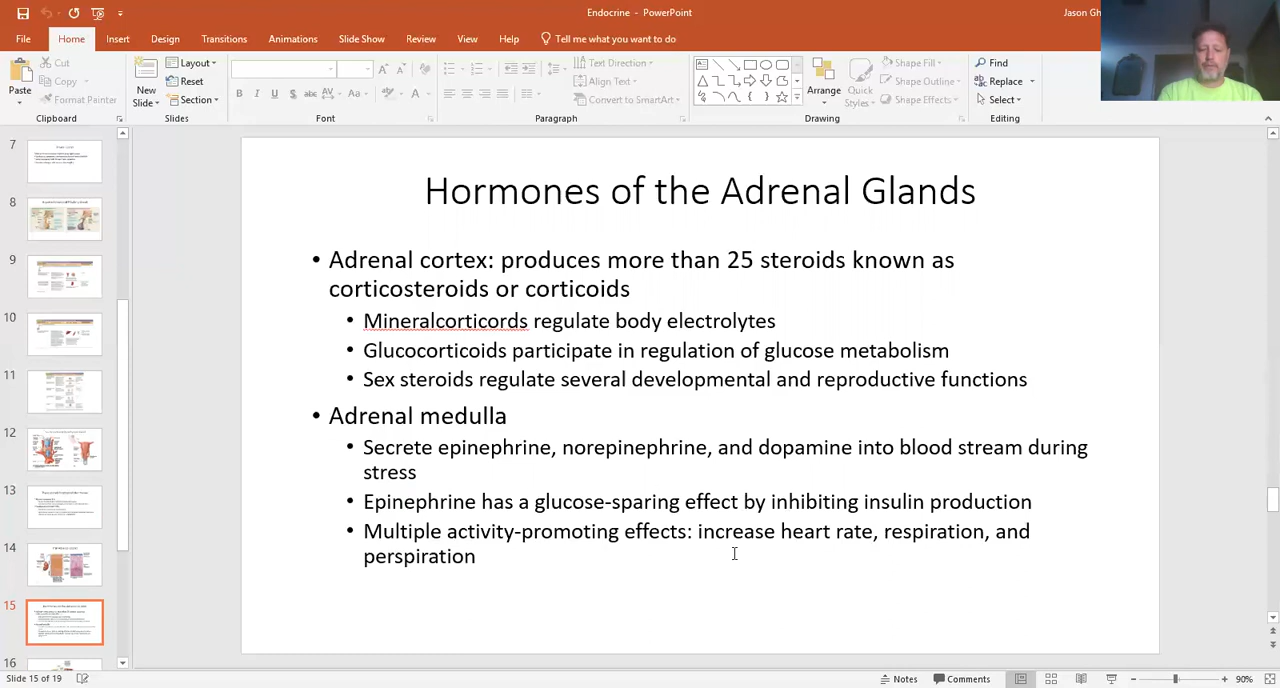 Endocrine - PowerPoint
Jason Gh
File Home Insert Design Transitions Animations Slide Show Review View Help Tell me what you want to do
Paste
Cut
Copy
Format Painter
Clipboard
New
Slide
Layout
Reset
Section
Slides
B I U S abc AV Aa A
Font
Text Direction
Align Text
Convert to SmartArt
Paragraph
Arrange
Quick
Styles
Shape Fill
Shape Outline
Shape Effects
Drawing
Find
Replace
Select
Editing
7
8
9
10
11
12
13
14
15
16
Hormones of the Adrenal Glands
• Adrenal cortex: produces more than 25 steroids known as
corticosteroids or corticoids
• Mineralcorticords regulate body electrolytes
• Glucocorticoids participate in regulation of glucose metabolism
• Sex steroids regulate several developmental and reproductive functions
• Adrenal medulla
• Secrete epinephrine, norepinephrine, and dopamine into blood stream during
stress
• Epinephrine has a glucose-sparing effect by inhibiting insulin production
• Multiple activity-promoting effects: increase heart rate, respiration, and
perspiration
Slide 15 of 19
Notes
Comments
90%